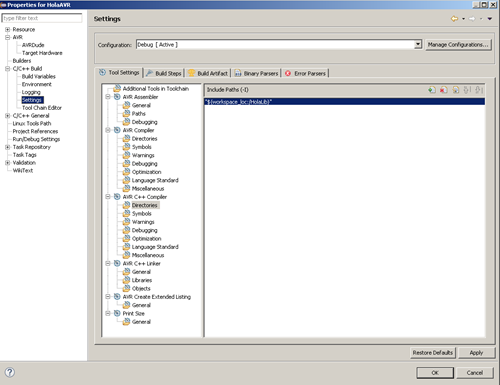 Properties for HolaAVR
type filter text
Resource
AVR
AVRDude
Target Hardware
Builders
C/C++ Build
Build Variables
Environment
Logging
Settings
Tool Chain Editor
C/C++ General
Linux Tools Path
Project References
Run/Debug Settings
Task Repository
Task Tags
Validation
WikiText
Settings
Configuration: Debug [ Active ] Manage Configurations...
Tool Settings Build Steps Build Artifact Binary Parsers Error Parsers
Additional Tools in Toolchain
AVR Assembler
General
Paths
Debugging
AVR Compiler
Directories
Symbols
Warnings
Debugging
Optimization
Language Standard
Miscellaneous
AVR C++ Compiler
Directories
Symbols
Warnings
Debugging
Optimization
Language Standard
Miscellaneous
AVR C++ Linker
General
Libraries
Objects
AVR Create Extended Listing
General
Print Size
General
Include Paths (-I)
"${workspace_loc:/HolaLib}"
Restore Defaults Apply
OK Cancel